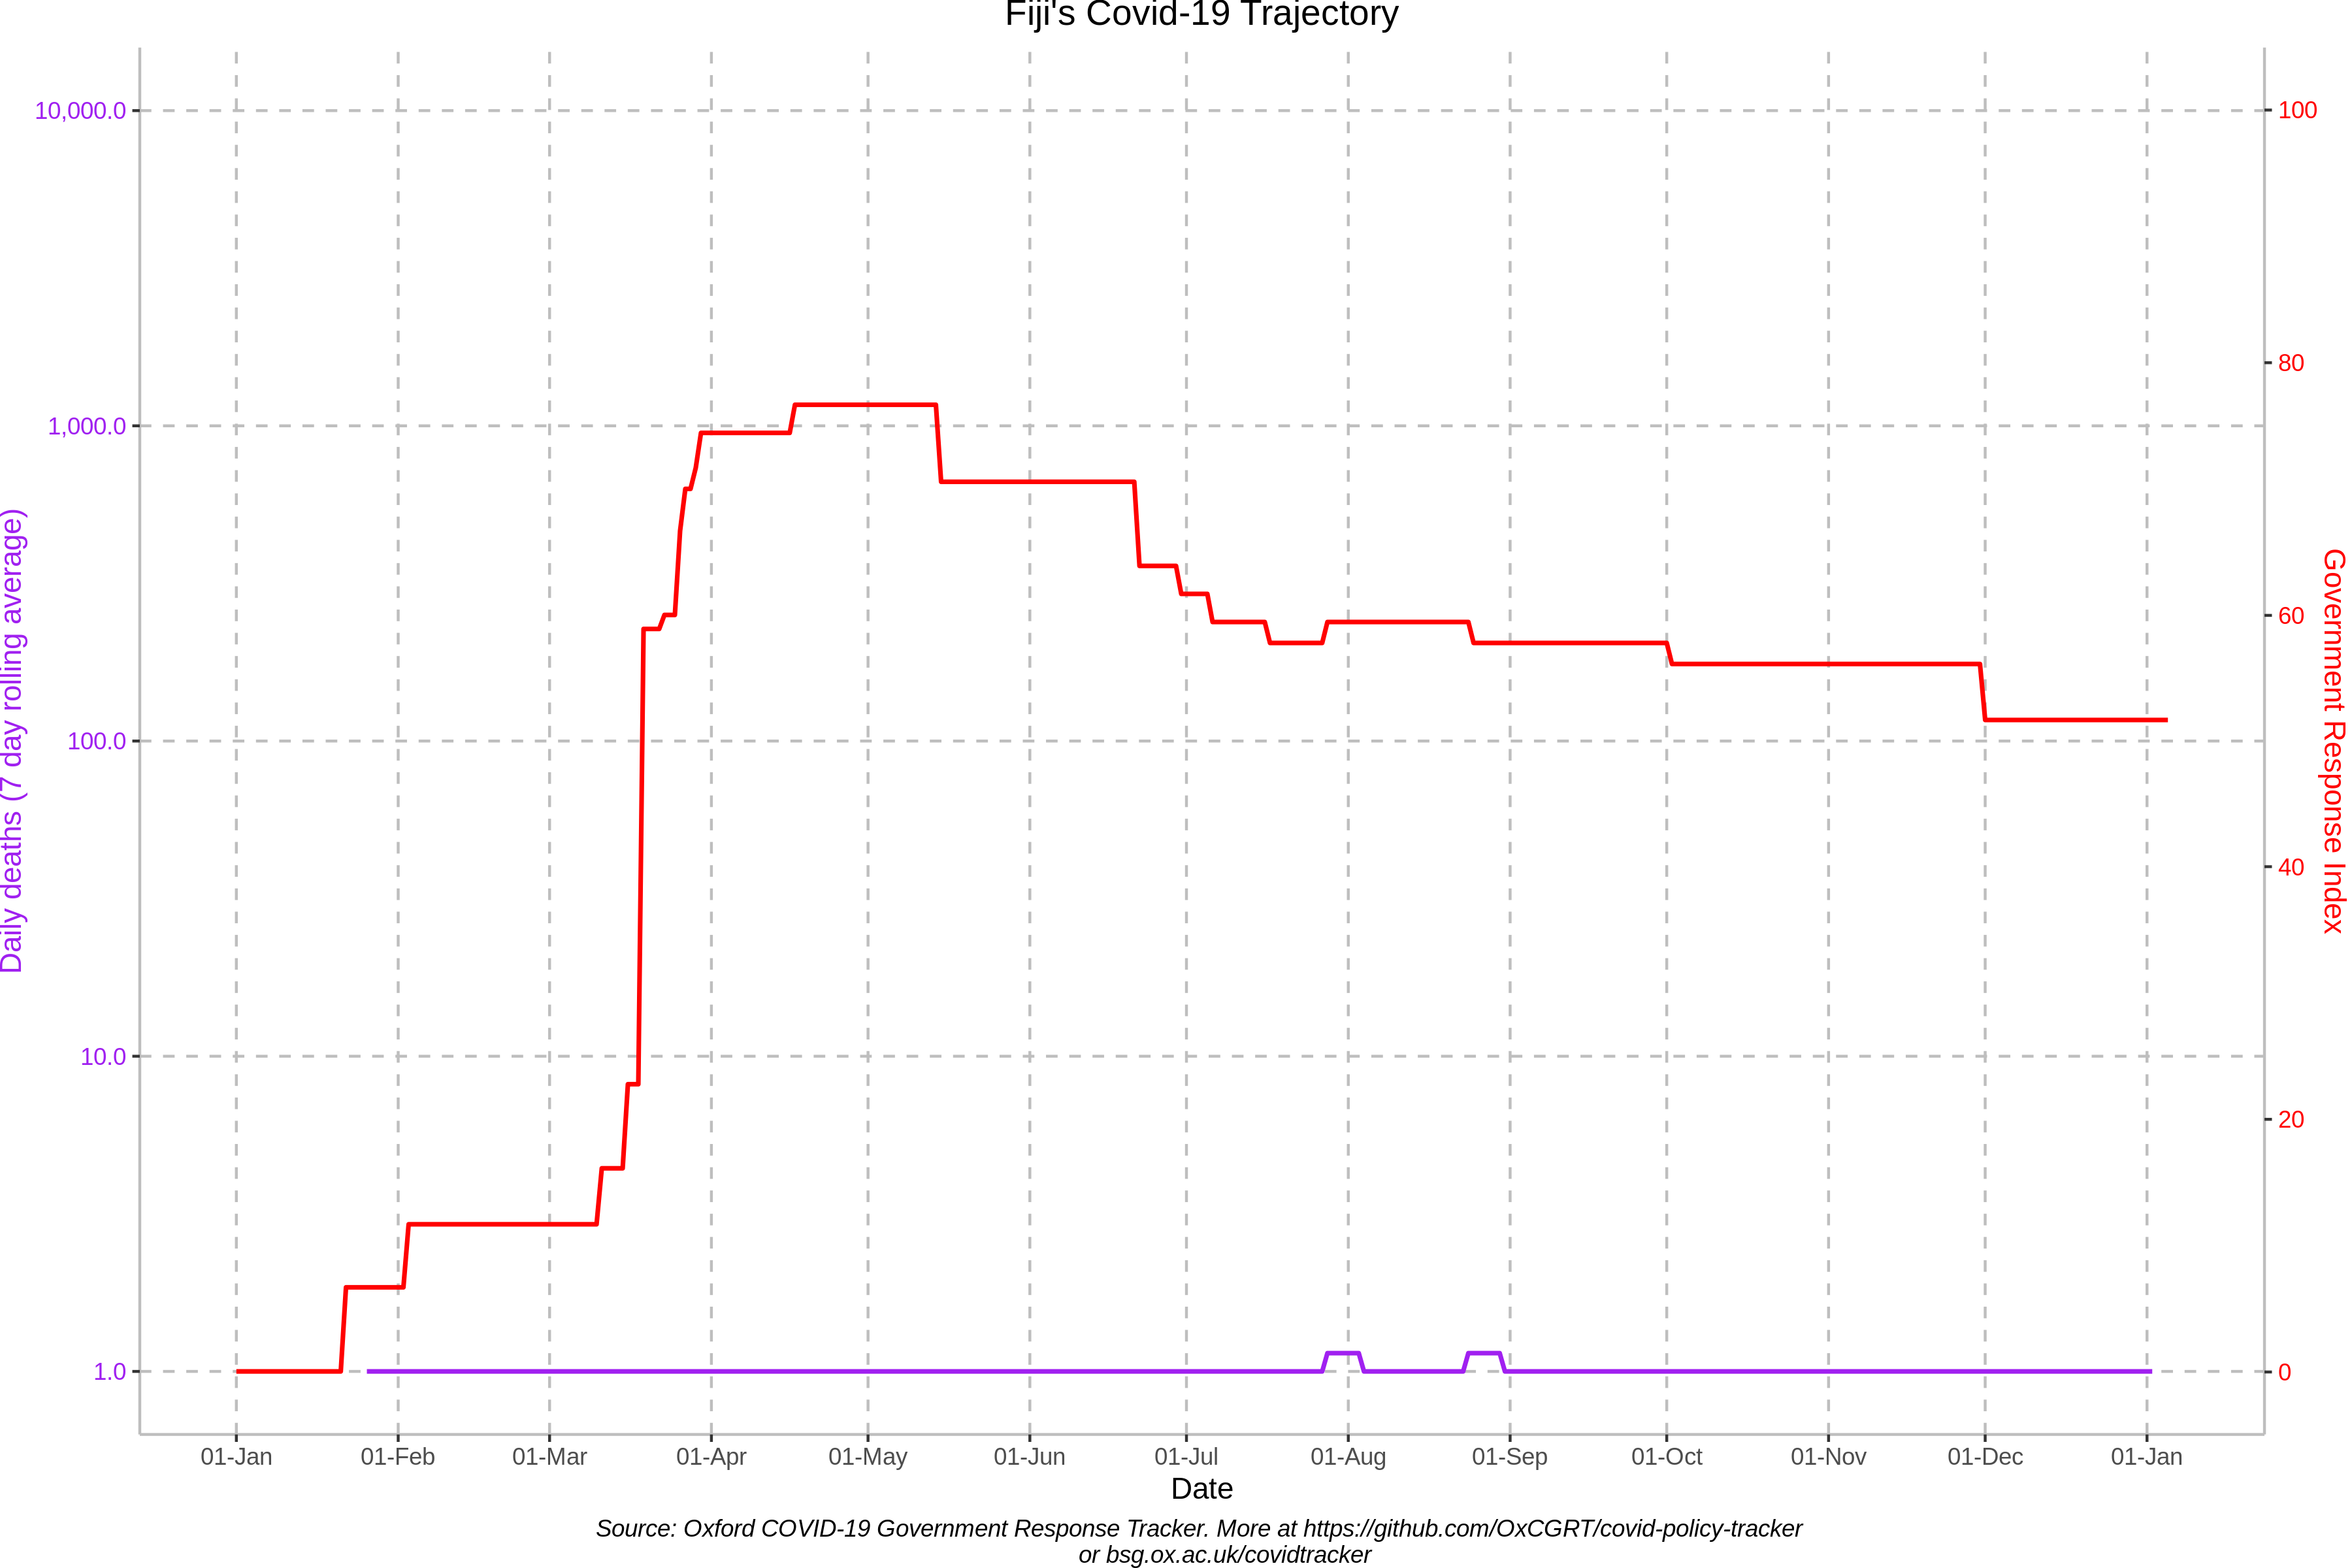 Fiji's Covid-19 Trajectory
10,000.0
1,000.0
100.0
10.0
1.0
Daily deaths (7 day rolling average)
100
80
60
40
20
0
Government Response Index
01-Jan
01-Feb
01-Mar
01-Apr
01-May
01-Jun
01-Jul
01-Aug
01-Sep
01-Oct
01-Nov
01-Dec
01-Jan
Date
Source: Oxford COVID-19 Government Response Tracker. More at https://github.com/OxCGRT/covid-policy-tracker
or bsg.ox.ac.uk/covidtracker